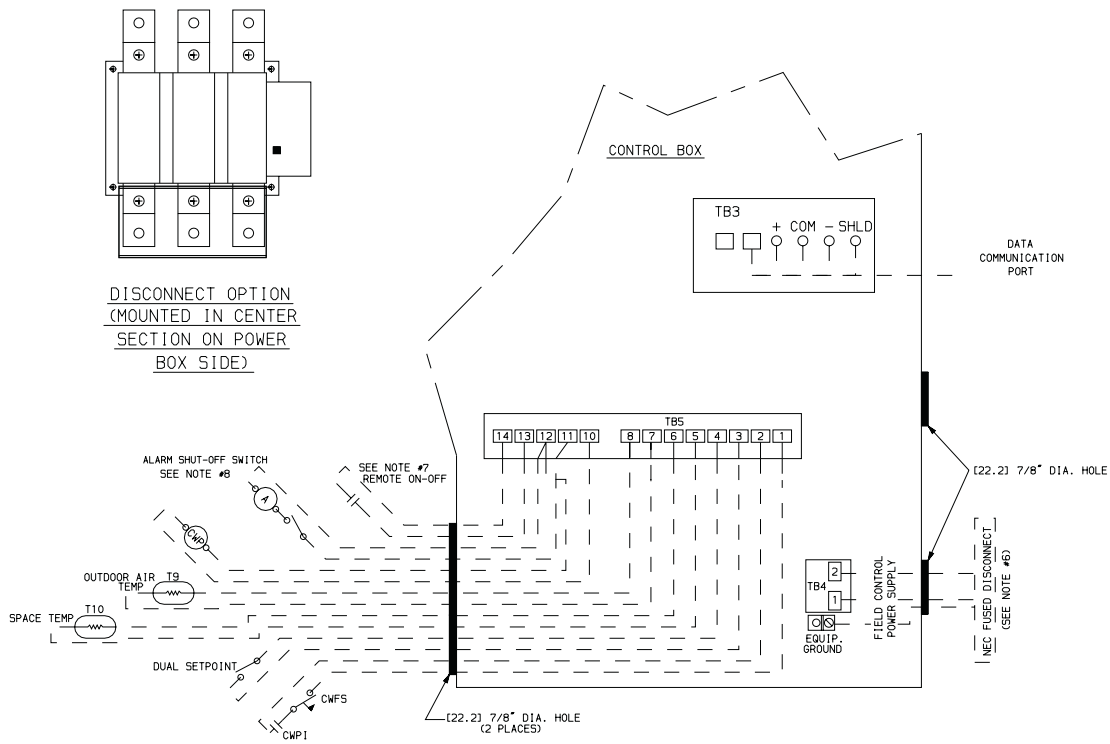 CONTROL BOX
TB3
+ COM - SHLD
DATA
COMMUNICATION
PORT
DISCONNECT OPTION
(MOUNTED IN CENTER
SECTION ON POWER
BOX SIDE)
TB5
14 13 12 11 10 8 7 6 5 4 3 2 1
ALARM SHUT-OFF SWITCH
SEE NOTE #8
A
SEE NOTE #7
REMOTE ON-OFF
CWP
OUTDOOR AIR
TEMP
T9
SPACE TEMP
T10
DUAL SETPOINT
CWFS
CWPI
[22.2] 7/8" DIA. HOLE
(2 PLACES)
[22.2] 7/8" DIA. HOLE
TB4
2
1
EQUIP.
GROUND
FIELD CONTROL
POWER SUPPLY
NEC FUSED DISCONNECT
(SEE NOTE #6)